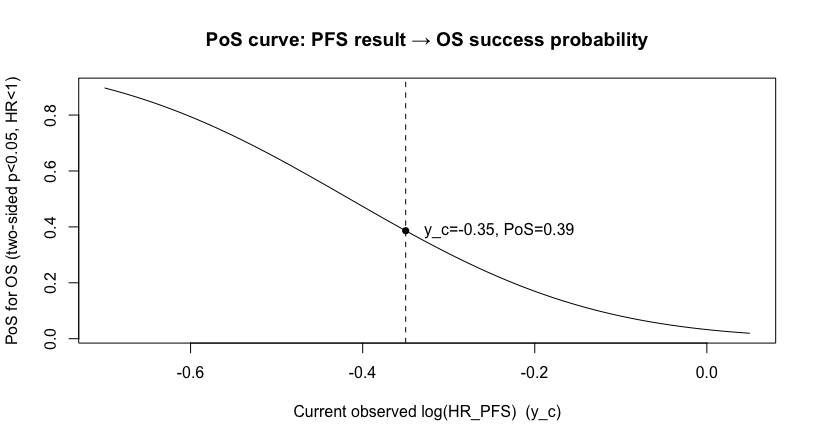 PoS curve: PFS result → OS success probability
PoS for OS (two-sided p<0.05, HR<1)
0.8
0.6
0.4
0.2
0.0
y_c=-0.35, PoS=0.39
-0.6 -0.4 -0.2 0.0
Current observed log(HR_PFS) (y_c)